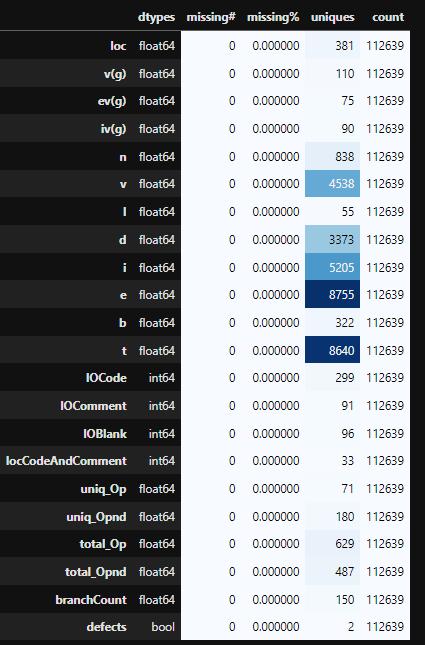 dtypes missing# missing% uniques count
loc float64 0 0.000000 381 112639
v(g) float64 0 0.000000 110 112639
ev(g) float64 0 0.000000 75 112639
iv(g) float64 0 0.000000 90 112639
n float64 0 0.000000 838 112639
v float64 0 0.000000 4538 112639
l float64 0 0.000000 55 112639
d float64 0 0.000000 3373 112639
i float64 0 0.000000 5205 112639
e float64 0 0.000000 8755 112639
b float64 0 0.000000 322 112639
t float64 0 0.000000 8640 112639
lOCode int64 0 0.000000 299 112639
lOComment int64 0 0.000000 91 112639
lOBlank int64 0 0.000000 96 112639
locCodeAndComment int64 0 0.000000 33 112639
uniq_Op float64 0 0.000000 71 112639
uniq_Opnd float64 0 0.000000 180 112639
total_Op float64 0 0.000000 629 112639
total_Opnd float64 0 0.000000 487 112639
branchCount float64 0 0.000000 150 112639
defects bool 0 0.000000 2 112639